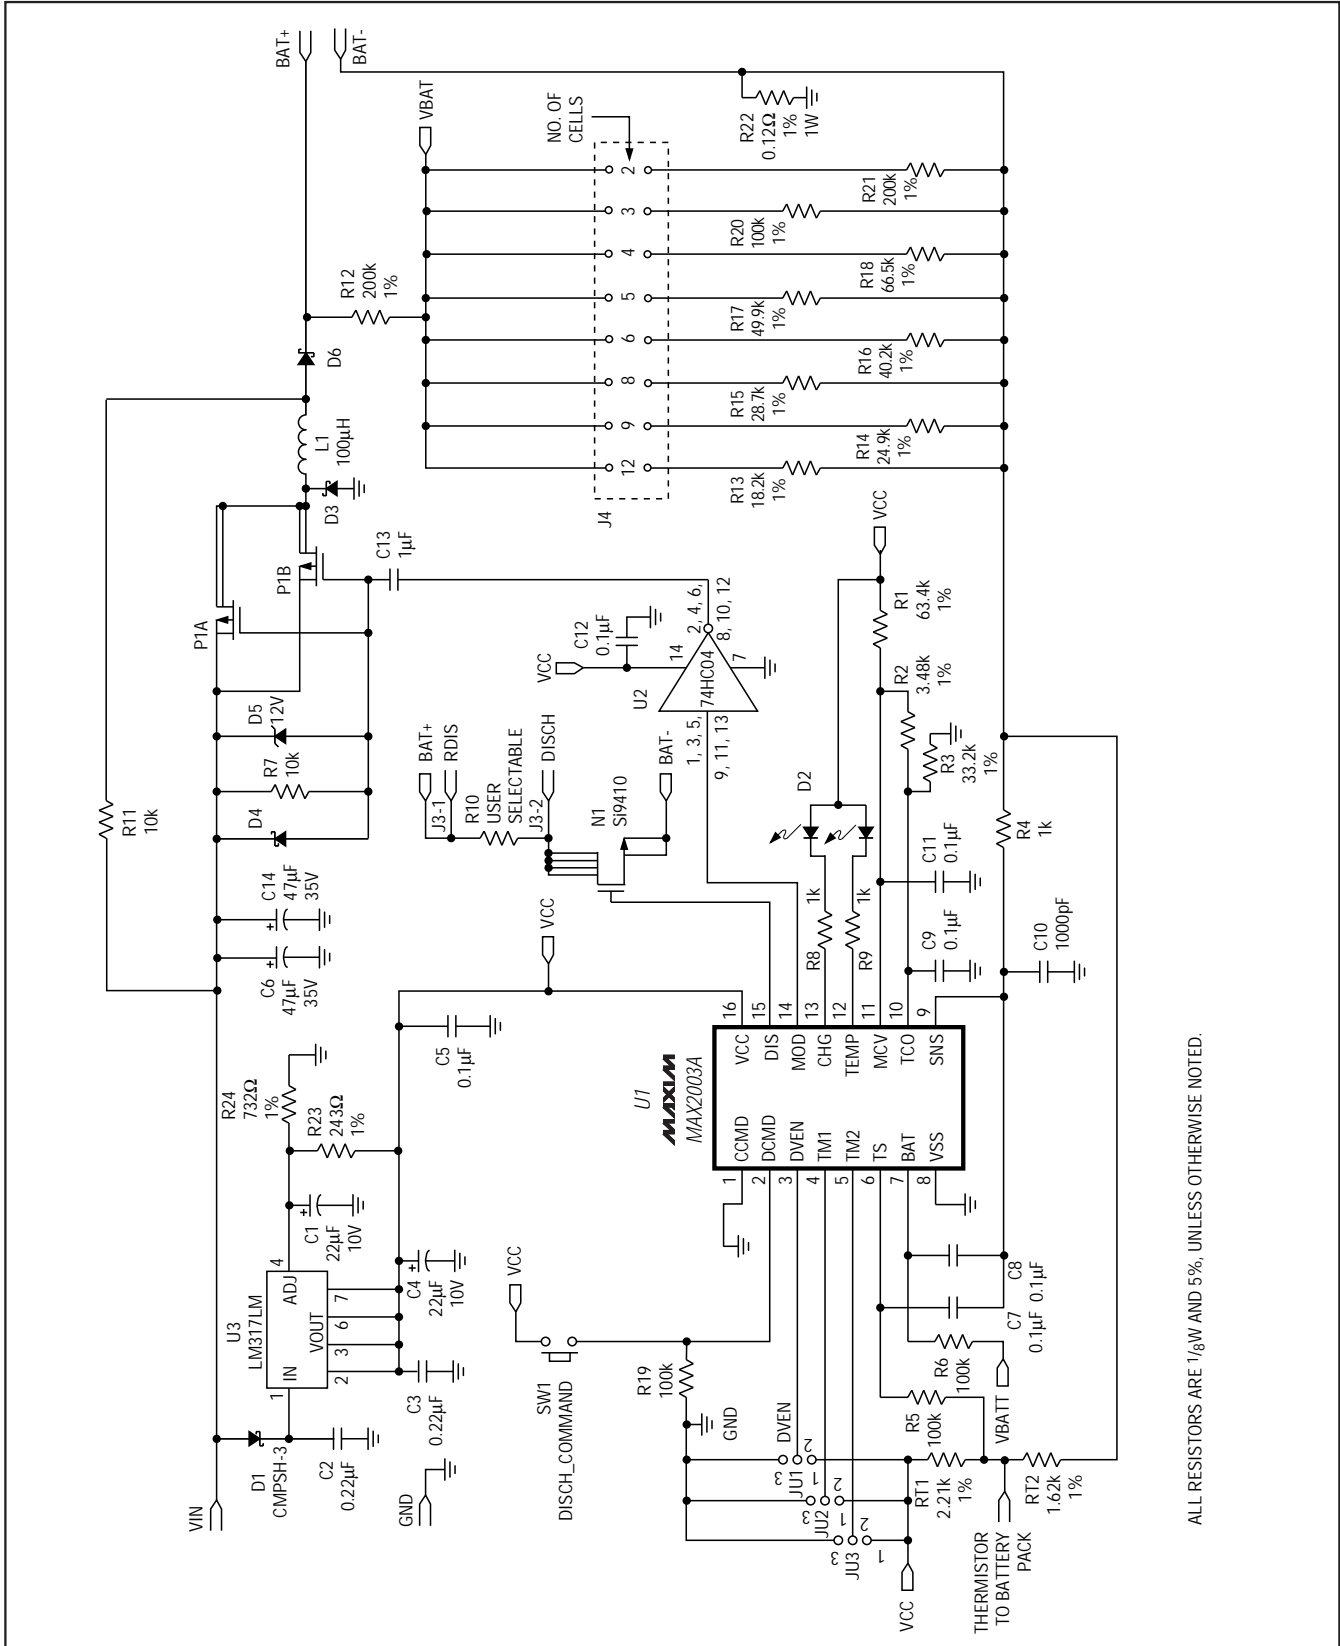 VIN
D1
CMPSH-3
C2
0.22µF
GND
U3
LM317LM
IN
VOUT
ADJ
1
2
3
6
7
4
C3
0.22µF
C4
22µF
10V
C1
22µF
10V
R24
732Ω
1%
R23
243Ω
1%
C5
0.1µF
VCC
C6
47µF
35V
C14
47µF
35V
R11
10k
D4
R7
10k
D5
12V
P1A
P1B
C13
1µF
D3
L1
100µH
D6
R12
200k
1%
BAT+
BAT-
VBAT
NO. OF
CELLS
J4
12
9
8
6
5
4
3
2
R13
18.2k
1%
R14
24.9k
1%
R15
28.7k
1%
R16
40.2k
1%
R17
49.9k
1%
R18
66.5k
1%
R20
100k
1%
R21
200k
1%
R22
0.12Ω
1%
1W
BAT+
J3-1
RDIS
R10
USER
SELECTABLE
J3-2
DISCH
N1
Si9410
BAT-
VCC
C12
0.1µF
U2
74HC04
14
7
1, 3, 5,
9, 11, 13
2, 4, 6,
8, 10, 12
D2
VCC
R1
63.4k
1%
R2
3.48k
1%
R3
33.2k
1%
R8
1k
R9
1k
C11
0.1µF
C9
0.1µF
R4
1k
C10
1000pF
U1
MAXIM
MAX2003A
1 CCMD
2 DCMD
3 DVEN
4 TM1
5 TM2
6 TS
7 BAT
8 VSS
VCC 16
DIS 15
MOD 14
CHG 13
TEMP 12
MCV 11
TCO 10
SNS 9
VCC
SW1
DISCH_COMMAND
R19
100k
GND
DVEN
3
2
1
JU1
3
2
1
JU2
3
2
1
JU3
VCC
RT1
2.21k
1%
R5
100k
R6
100k
VBATT
C7
0.1µF
C8
0.1µF
THERMISTOR
TO BATTERY
PACK
RT2
1.62k
1%
ALL RESISTORS ARE 1/8W AND 5%, UNLESS OTHERWISE NOTED.